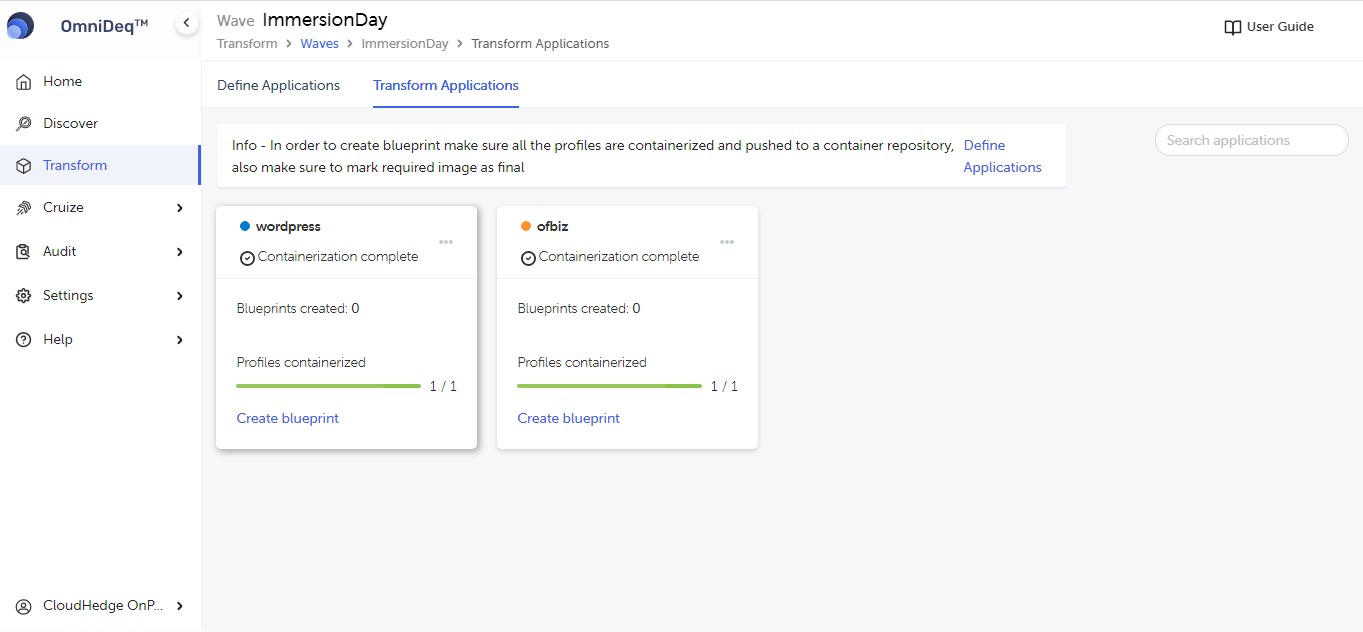 OmniDeq™
Home
Discover
Transform
Cruize
Audit
Settings
Help
CloudHedge OnP...
Wave ImmersionDay
Transform > Waves > ImmersionDay > Transform Applications
User Guide
Define Applications
Transform Applications
Info - In order to create blueprint make sure all the profiles are containerized and pushed to a container repository,
also make sure to mark required image as final
Define
Applications
Search applications
wordpress
Containerization complete
Blueprints created: 0
Profiles containerized
1 / 1
Create blueprint
ofbiz
Containerization complete
Blueprints created: 0
Profiles containerized
1 / 1
Create blueprint